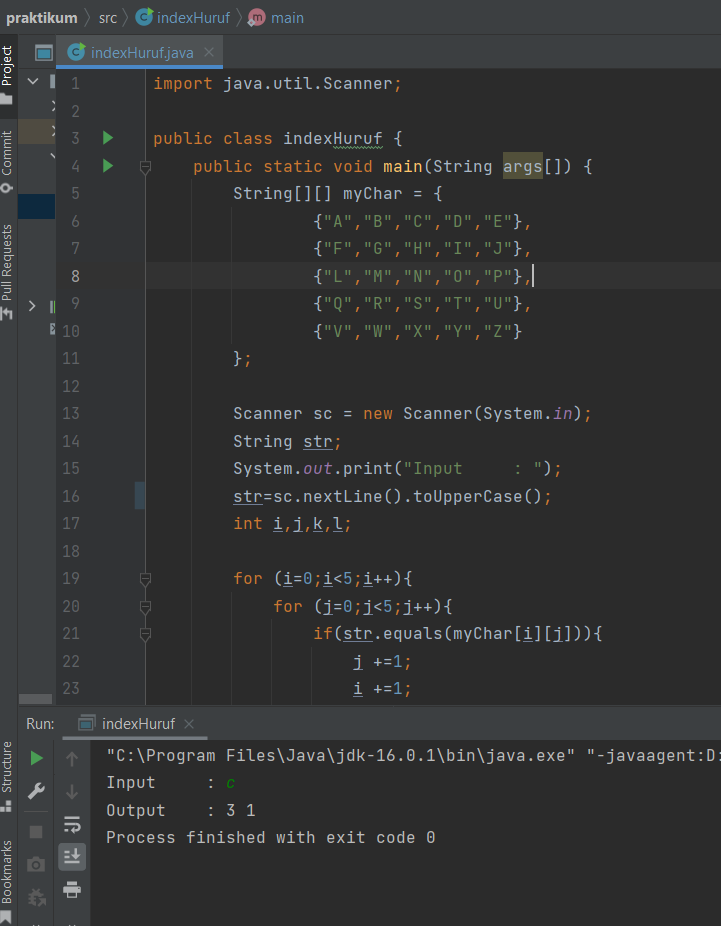 praktikum src indexHuruf main
Project
Commit
Pull Requests
Structure
Bookmarks
indexHuruf.java
1 import java.util.Scanner;
2
3 public class indexHuruf {
4 public static void main(String args[]) {
5 String[][] myChar = {
6 {"A","B","C","D","E"},
7 {"F","G","H","I","J"},
8 {"L","M","N","O","P"},
9 {"Q","R","S","T","U"},
10 {"V","W","X","Y","Z"}
11 };
12
13 Scanner sc = new Scanner(System.in);
14 String str;
15 System.out.print("Input     : ");
16 str=sc.nextLine().toUpperCase();
17 int i,j,k,l;
18
19 for (i=0;i<5;i++){
20 for (j=0;j<5;j++){
21 if(str.equals(myChar[i][j])){
22 j +=1;
23 i +=1;
Run: indexHuruf
"C:\Program Files\Java\jdk-16.0.1\bin\java.exe" "-javaagent:D:
Input     : c
Output    : 3 1
Process finished with exit code 0